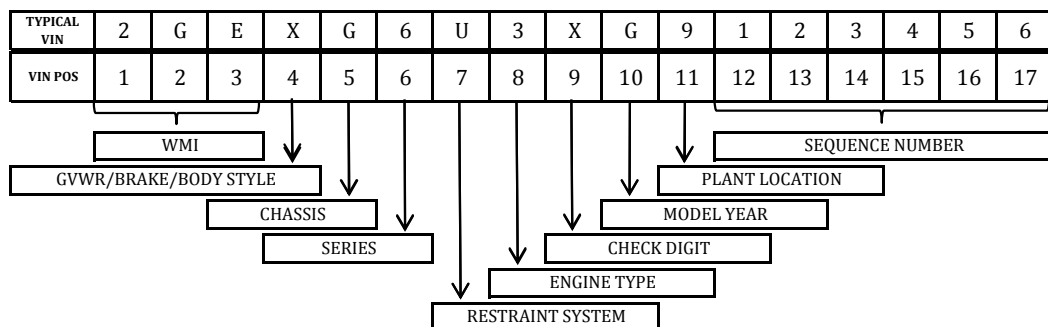 TYPICAL VIN 2 G E X G 6 U 3 X G 9 1 2 3 4 5 6
VIN POS 1 2 3 4 5 6 7 8 9 10 11 12 13 14 15 16 17
WMI SEQUENCE NUMBER
GVWR/BRAKE/BODY STYLE PLANT LOCATION
CHASSIS MODEL YEAR
SERIES CHECK DIGIT
ENGINE TYPE
RESTRAINT SYSTEM